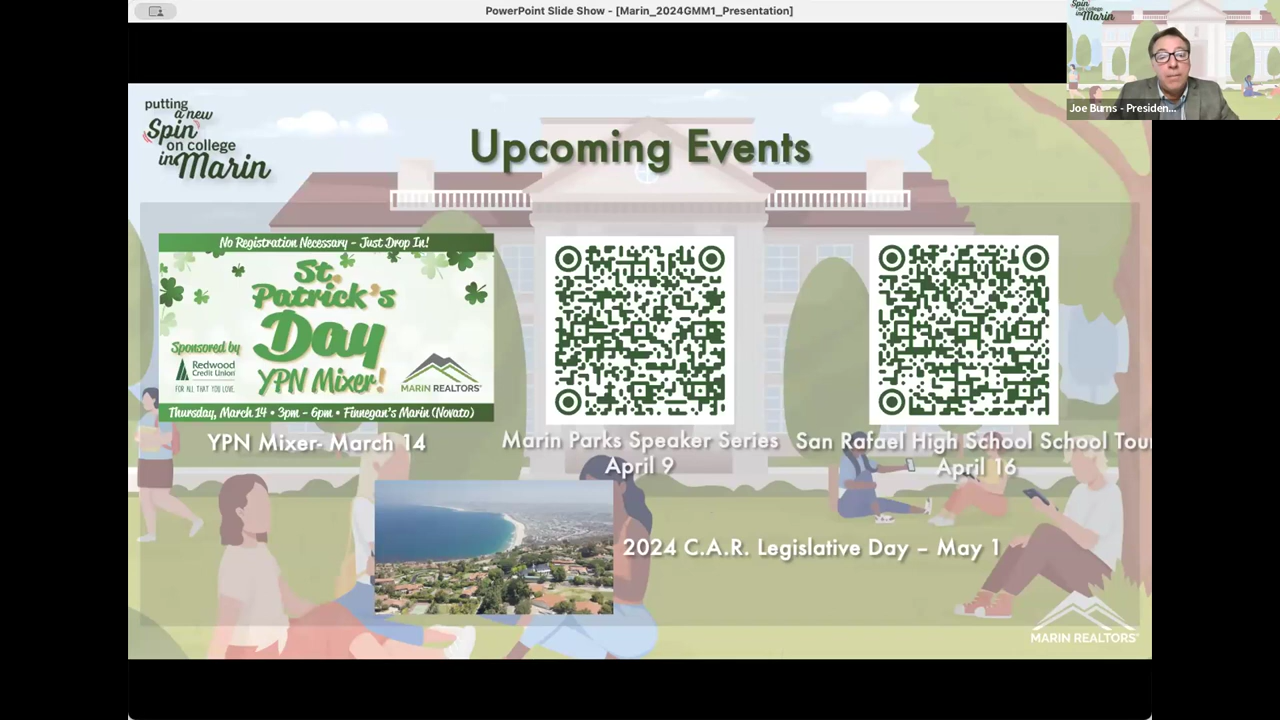 PowerPoint Slide Show - [Marin_2024GMM1_Presentation]
Spin
on college
in Marin
Joe Burns - Presiden...
putting
a new
Spin
on college
in Marin
Upcoming Events
No Registration Necessary - Just Drop In!
St.
Patrick's
Day
YPN Mixer!
Sponsored by
Redwood
Credit Union
FOR ALL THAT YOU LOVE.
MARIN REALTORS®
Thursday, March 14 • 3pm - 6pm • Finnegan's Marin (Novato)
YPN Mixer- March 14
Marin Parks Speaker Series
April 9
San Rafael High School School Tour
April 16
2024 C.A.R. Legislative Day – May 1
MARIN REALTORS®